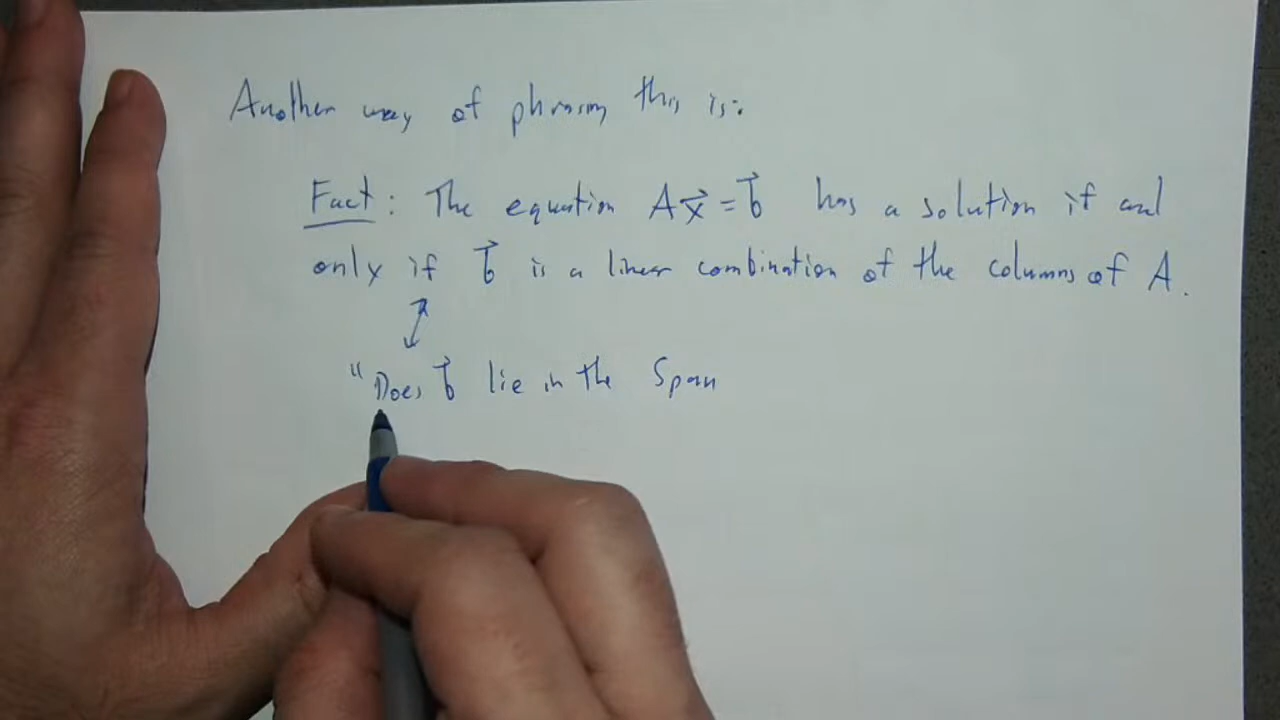 Another way of phrasing this is:
Fact: The equation Ax⃗ = b⃗ has a solution if and
only if b⃗ is a linear combination of the columns of A.
↕
"Does b⃗ lie in the Span